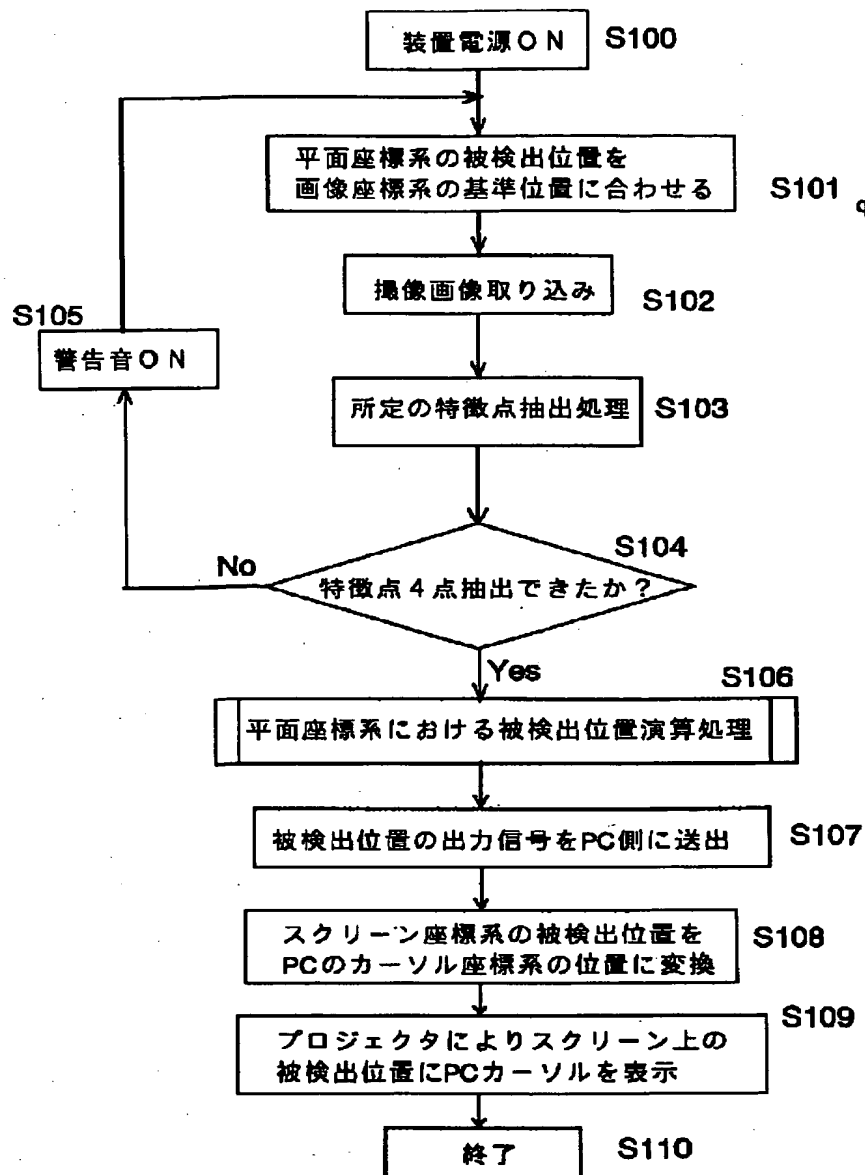 装置電源ON S100
平面座標系の被検出位置を
画像座標系の基準位置に合わせる
S101
撮像画像取り込み
S102
S105
警告音ON
所定の特徴点抽出処理 S103
S104
No
特徴点4点抽出できたか?
Yes
S106
平面座標系における被検出位置演算処理
被検出位置の出力信号をPC側に送出
S107
スクリーン座標系の被検出位置を
PCのカーソル座標系の位置に変換
S108
S109
プロジェクタによりスクリーン上の
被検出位置にPCカーソルを表示
終了 S110